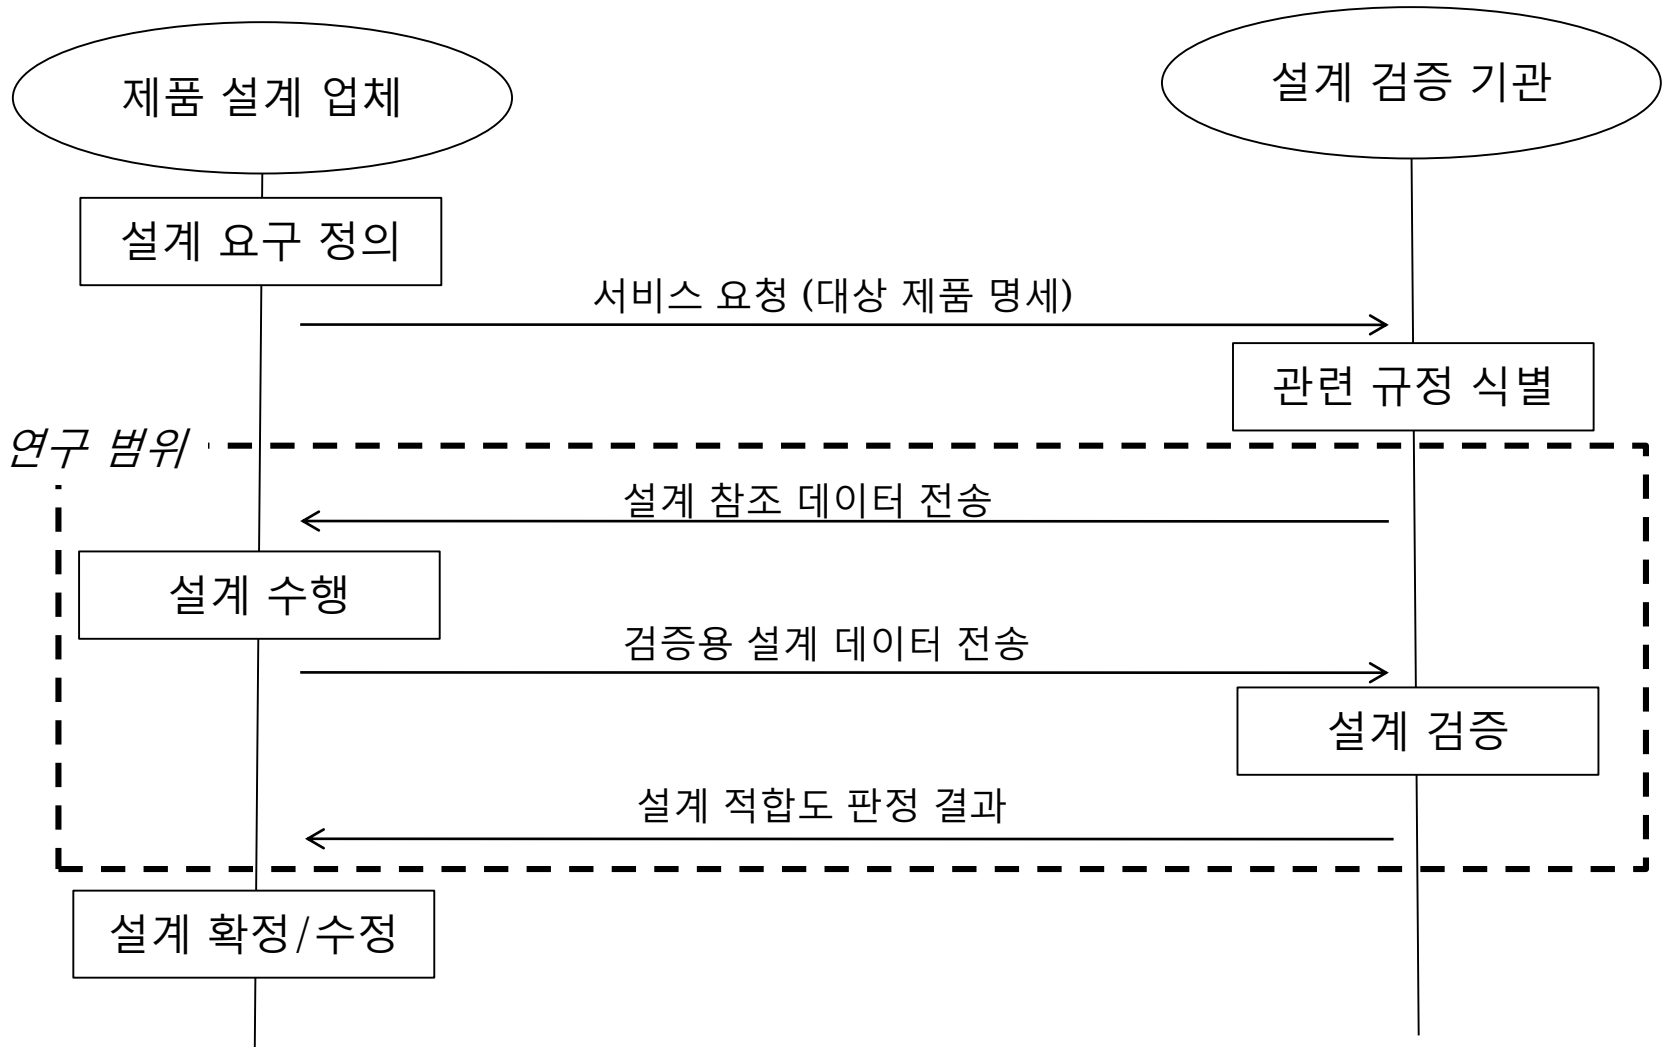 제품 설계 업체
설계 검증 기관
설계 요구 정의
서비스 요청 (대상 제품 명세)
관련 규정 식별
연구 범위
설계 참조 데이터 전송
설계 수행
검증용 설계 데이터 전송
설계 검증
설계 적합도 판정 결과
설계 확정/수정